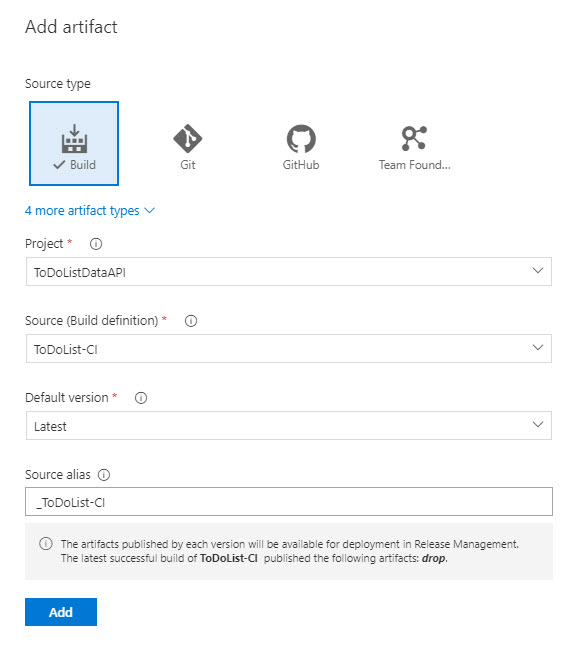 Add artifact
Source type
Build
Git
GitHub
Team Found...
4 more artifact types
Project *
ToDoListDataAPI
Source (Build definition) *
ToDoList-CI
Default version *
Latest
Source alias
_ToDoList-CI
The artifacts published by each version will be available for deployment in Release Management.
The latest successful build of ToDoList-CI published the following artifacts: drop.
Add